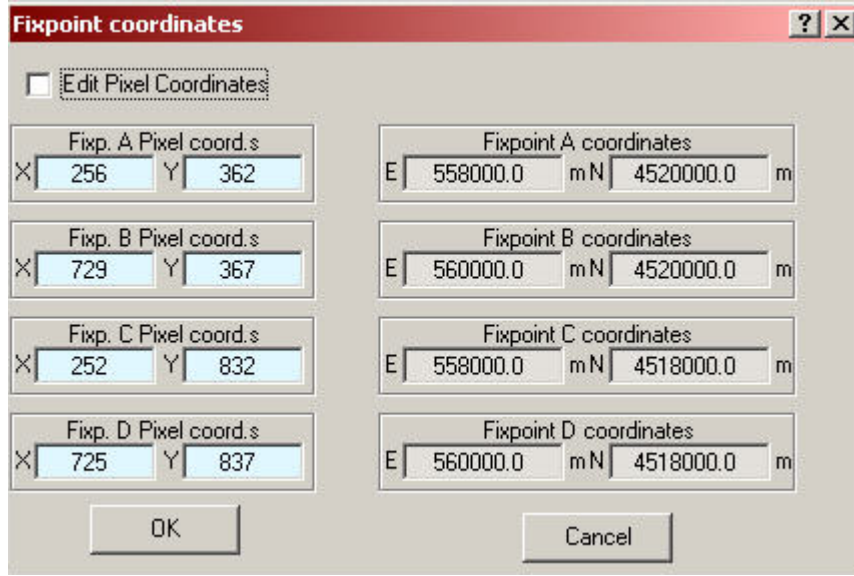 Fixpoint coordinates
Edit Pixel Coordinates
Fixp. A Pixel coord.s
X 256 Y 362
Fixpoint A coordinates
E 558000.0 m N 4520000.0 m
Fixp. B Pixel coord.s
X 729 Y 367
Fixpoint B coordinates
E 560000.0 m N 4520000.0 m
Fixp. C Pixel coord.s
X 252 Y 832
Fixpoint C coordinates
E 558000.0 m N 4518000.0 m
Fixp. D Pixel coord.s
X 725 Y 837
Fixpoint D coordinates
E 560000.0 m N 4518000.0 m
OK
Cancel